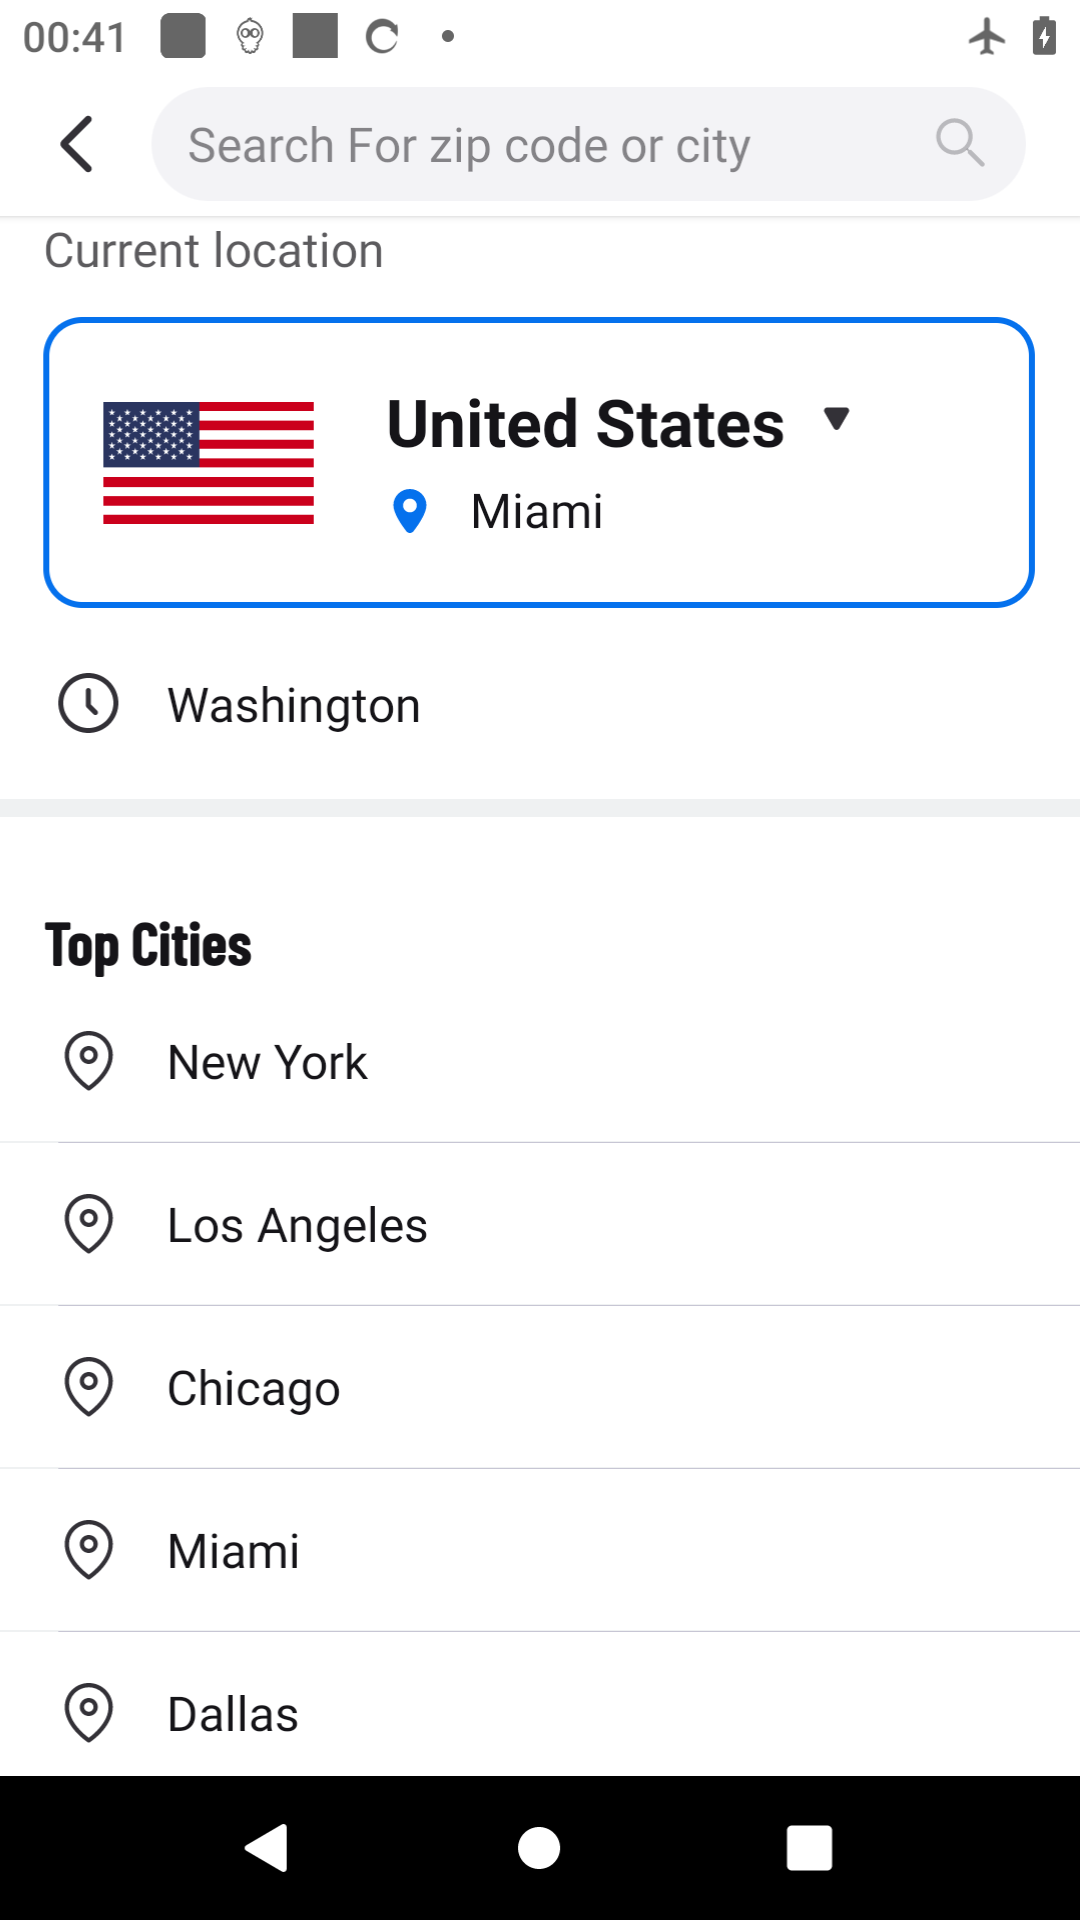 00:41
Search For zip code or city
Current location
United States
Miami
Washington
Top Cities
New York
Los Angeles
Chicago
Miami
Dallas